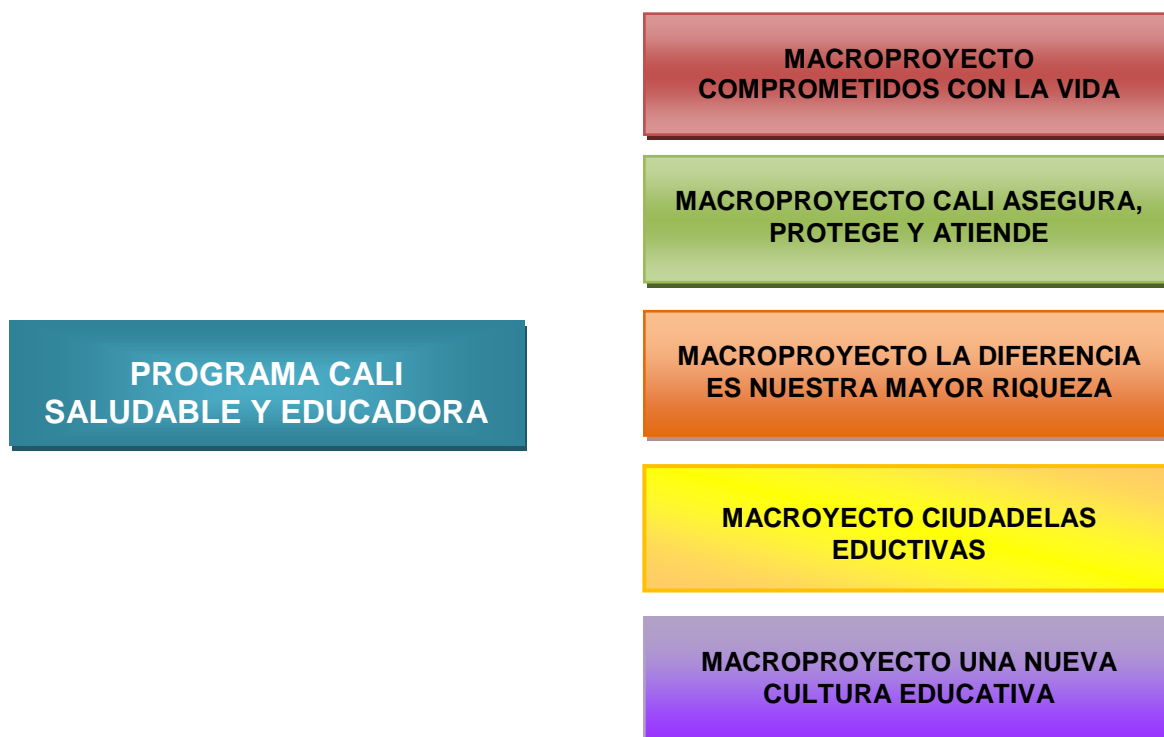 PROGRAMA CALI
SALUDABLE Y EDUCADORA
MACROPROYECTO
COMPROMETIDOS CON LA VIDA
MACROPROYECTO CALI ASEGURA,
PROTEGE Y ATIENDE
MACROPROYECTO LA DIFERENCIA
ES NUESTRA MAYOR RIQUEZA
MACROYECTO CIUDADELAS
EDUCTIVAS
MACROPROYECTO UNA NUEVA
CULTURA EDUCATIVA